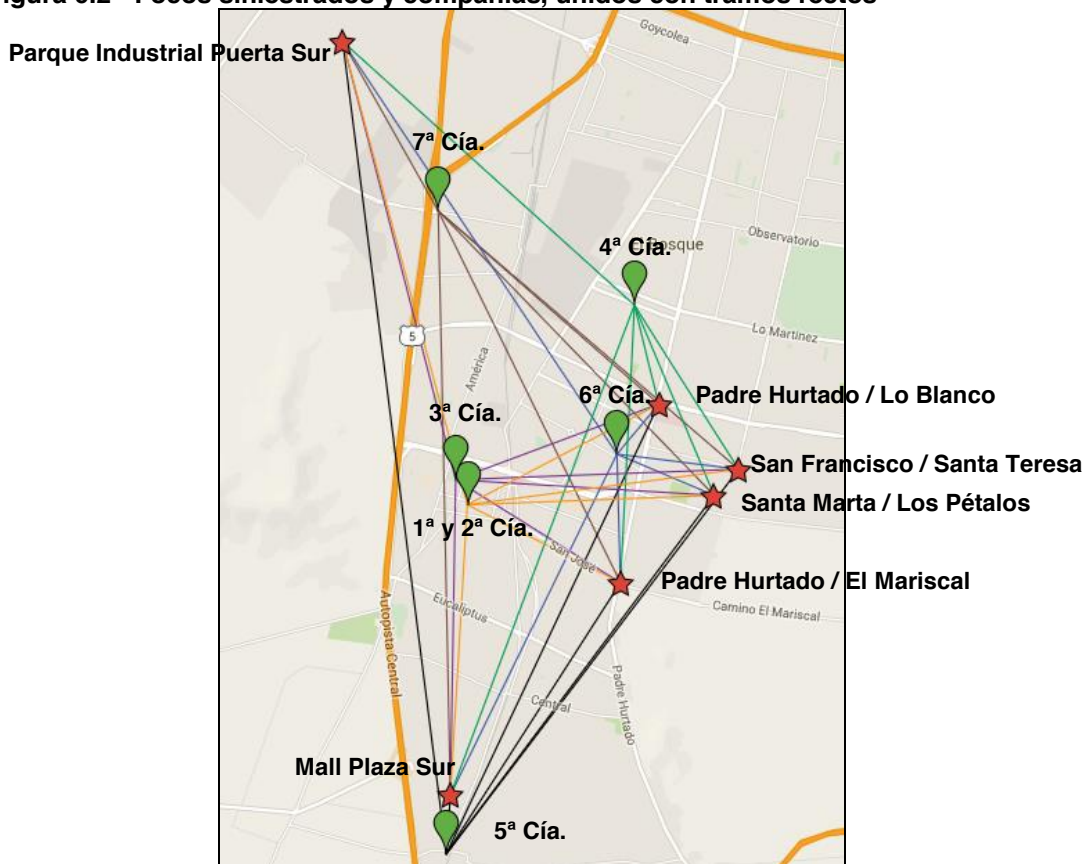 Goycolea
Parque Industrial Puerta Sur
7ª Cía.
4ª Cía.
Observatorio
5
Lo Martinez
América
6ª Cía.
Padre Hurtado / Lo Blanco
3ª Cía.
San Francisco / Santa Teresa
Santa Marta / Los Pétalos
1ª y 2ª Cía.
San José
Padre Hurtado / El Mariscal
Eucaliptus
Camino El Mariscal
Autopista Central
Padre Hurtado
Central
Mall Plaza Sur
5ª Cía.